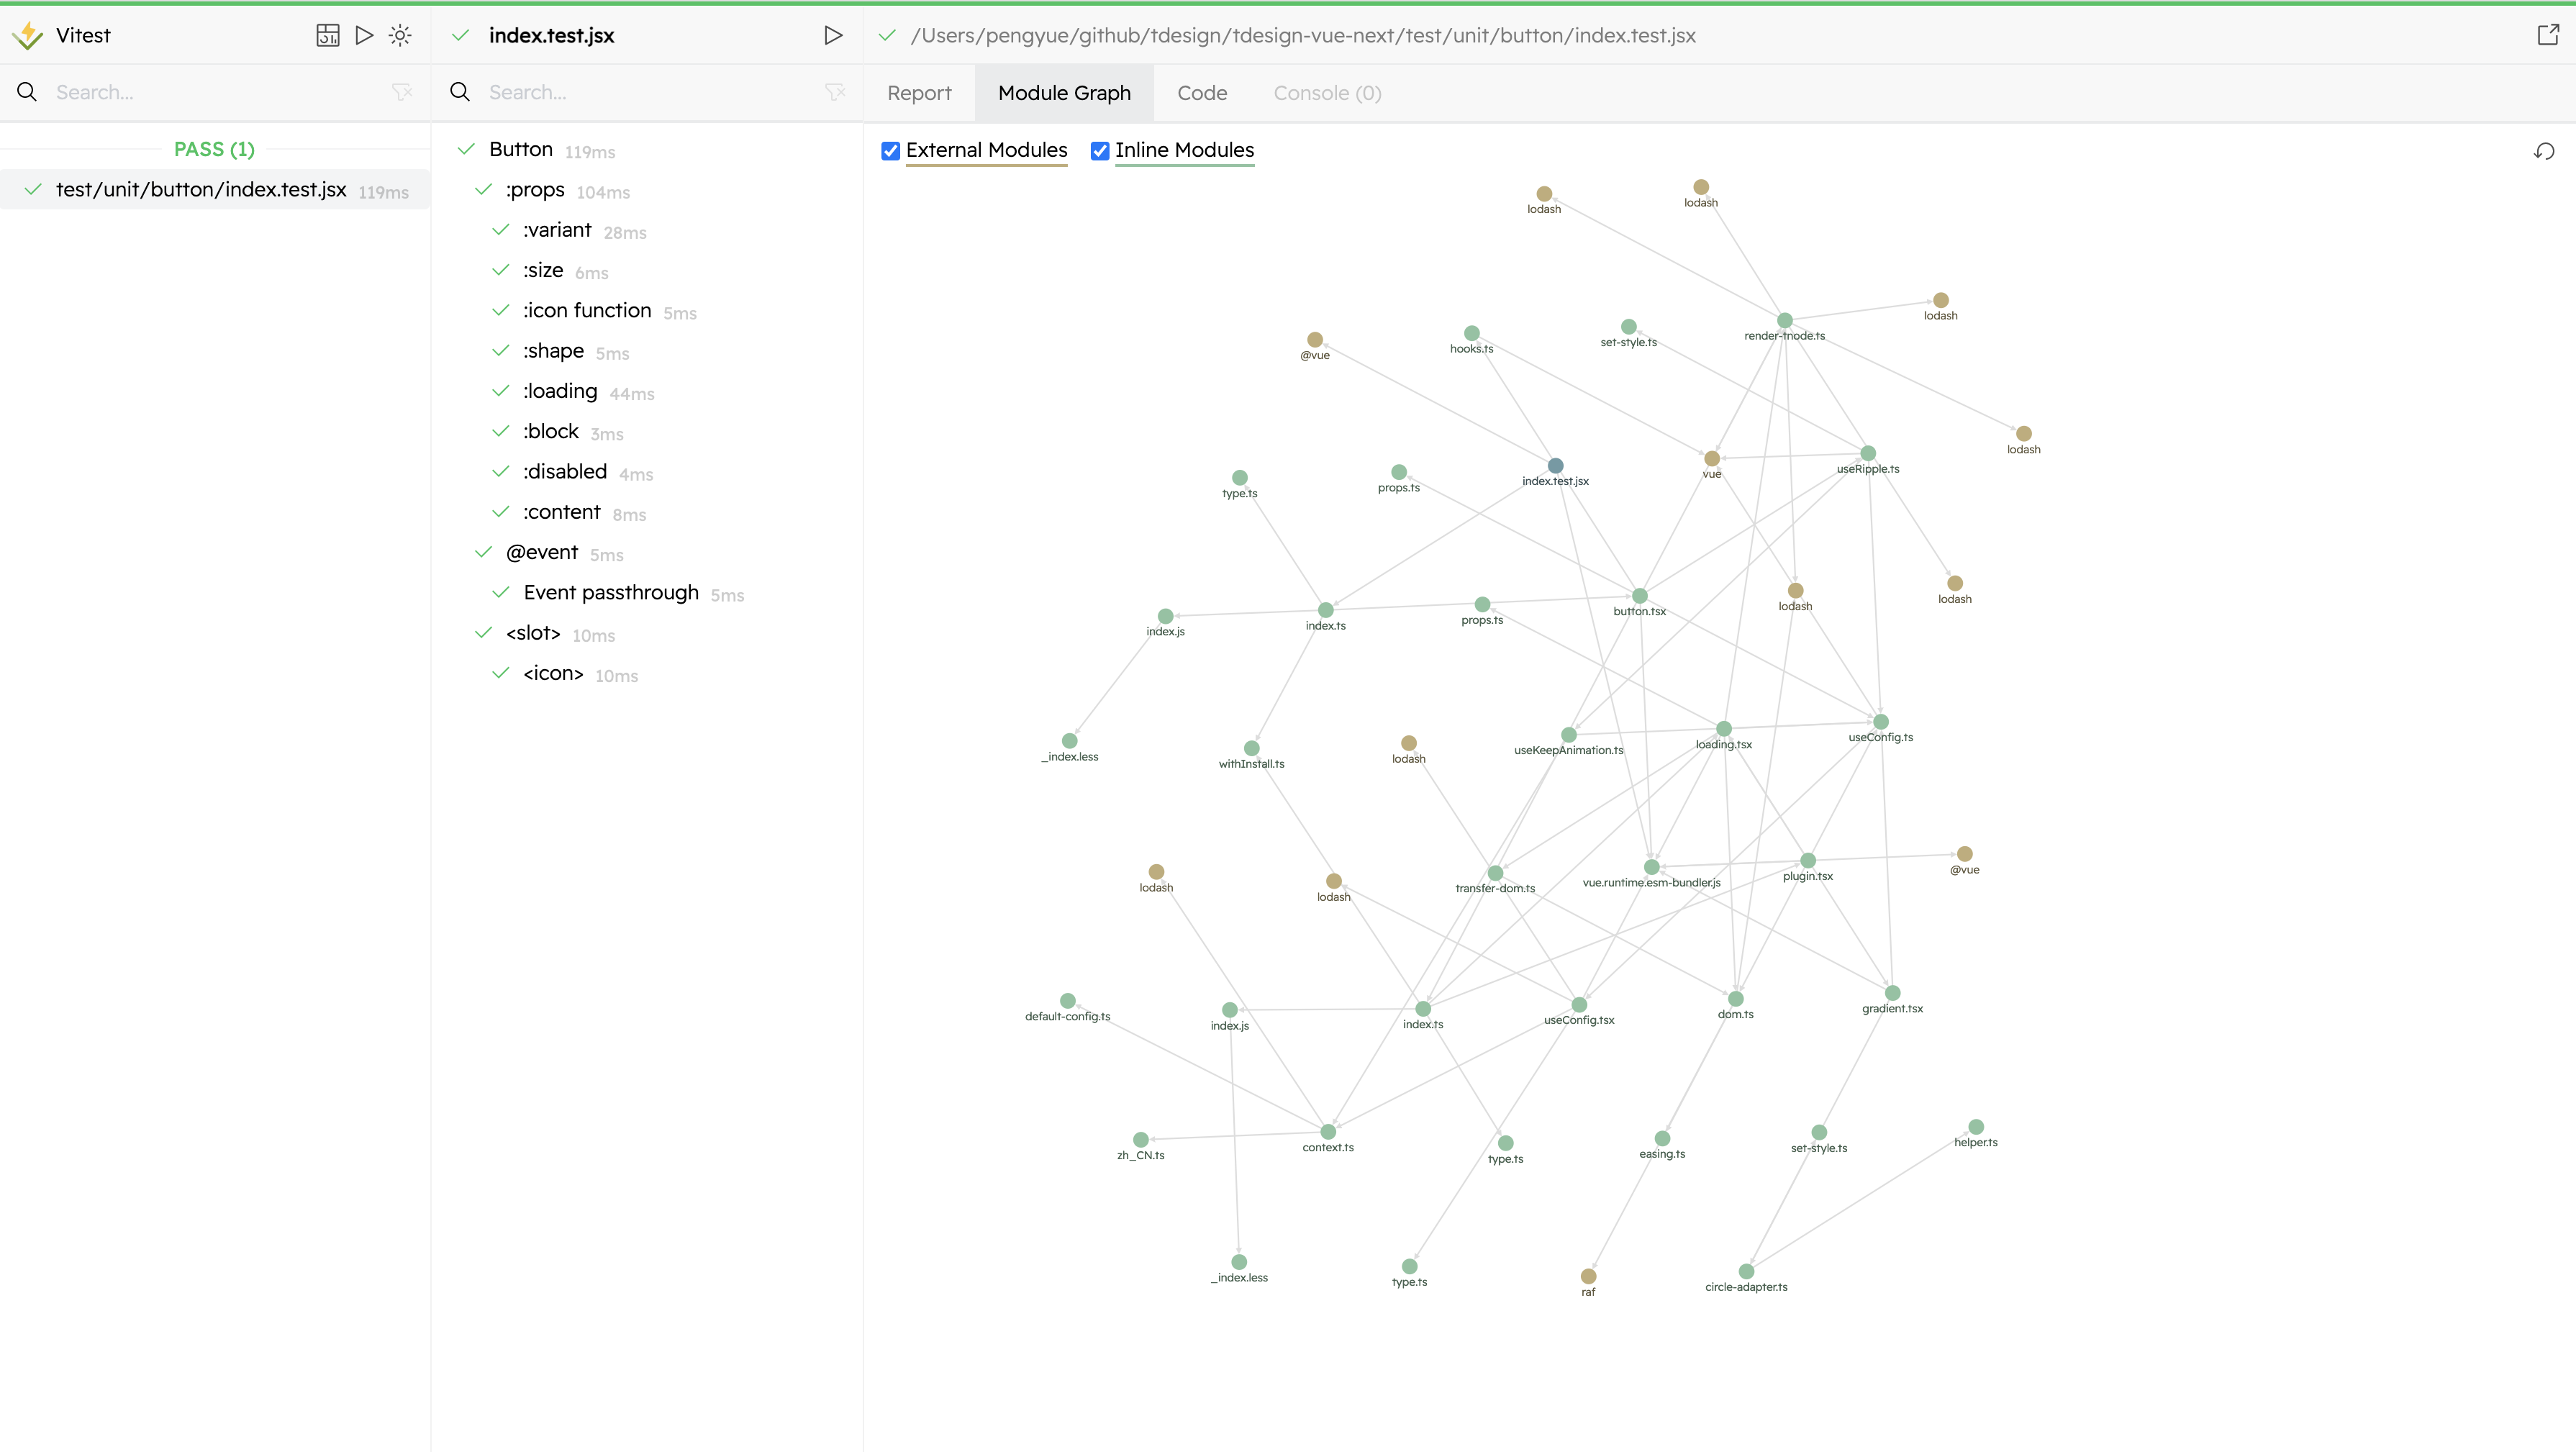 Vitest
Search...
PASS (1)
test/unit/button/index.test.jsx 119ms
index.test.jsx
Search...
Button 119ms
:props 104ms
:variant 28ms
:size 6ms
:icon function 5ms
:shape 5ms
:loading 44ms
:block 3ms
:disabled 4ms
:content 8ms
@event 5ms
Event passthrough 5ms
<slot> 10ms
<icon> 10ms
/Users/pengyue/github/tdesign/tdesign-vue-next/test/unit/button/index.test.jsx
Report Module Graph Code Console (0)
External Modules Inline Modules
lodash lodash
lodash
@vue hooks.ts set-style.ts render-tnode.ts
lodash
type.ts props.ts index.test.jsx vue useRipple.ts
index.js index.ts props.ts button.tsx lodash lodash
_index.less withInstall.ts lodash useKeepAnimation.ts loading.tsx useConfig.ts
lodash lodash transfer-dom.ts vue.runtime.esm-bundler.js plugin.tsx @vue
default-config.ts index.js index.ts useConfig.tsx dom.ts gradient.tsx
zh_CN.ts context.ts type.ts easing.ts set-style.ts helper.ts
_index.less type.ts raf circle-adapter.ts